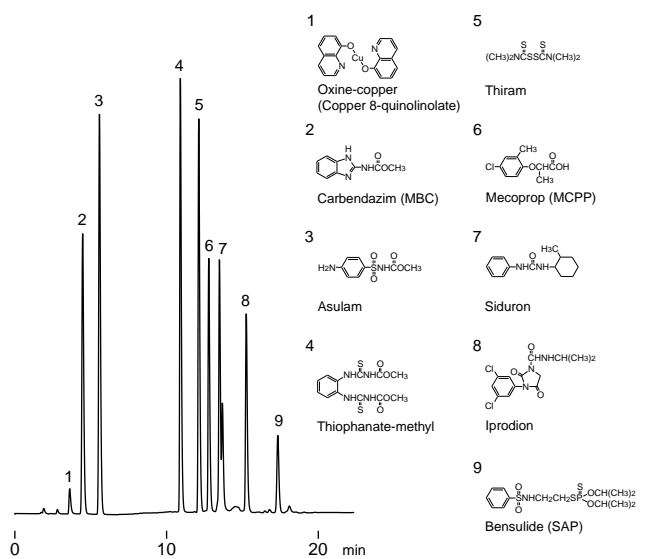 1
2
3
4
5
6
7
8
9
0
10
20
min
1
O
N
Cu
N
O
Oxine-copper
(Copper 8-quinolinolate)
2
H
N
N
O
NHCOCH3
Carbendazim (MBC)
3
H2N
O
S
O
O
NHCOCH3
Asulam
4
S O
NHCNHCOCH3
NHCNHCOCH3
S O
Thiophanate-methyl
5
S S
(CH3)2NCSSCN(CH3)2
Thiram
6
CH3
Cl
O
OCHCOH
CH3
Mecoprop (MCPP)
7
H3C
O
NHCNH
Siduron
8
O
CNHCH(CH3)2
Cl
O
N
N
O
Cl
Iprodion
9
O
S
O
NHCH2CH2SP
S
OCH(CH3)2
OCH(CH3)2
Bensulide (SAP)